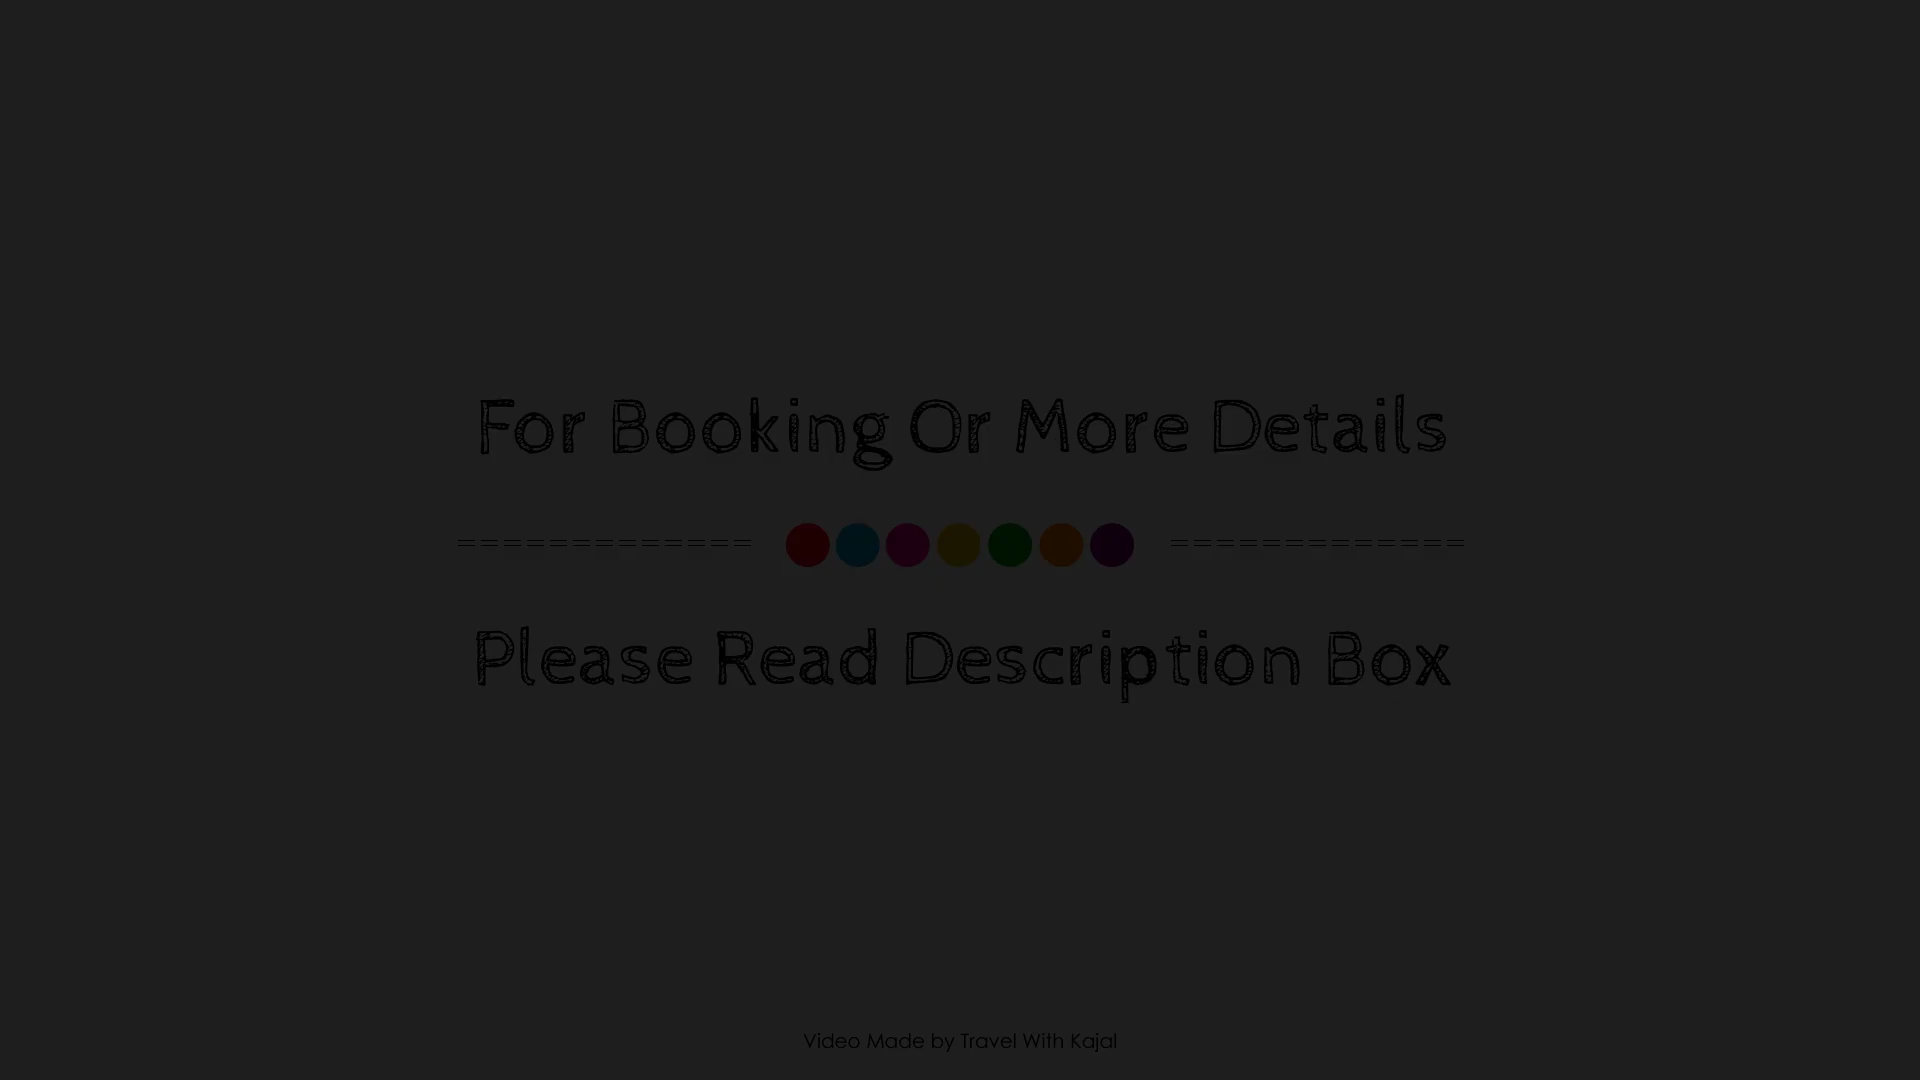 For Booking Or More Details
============= =============
Please Read Description Box
Video Made by Travel With Kajal